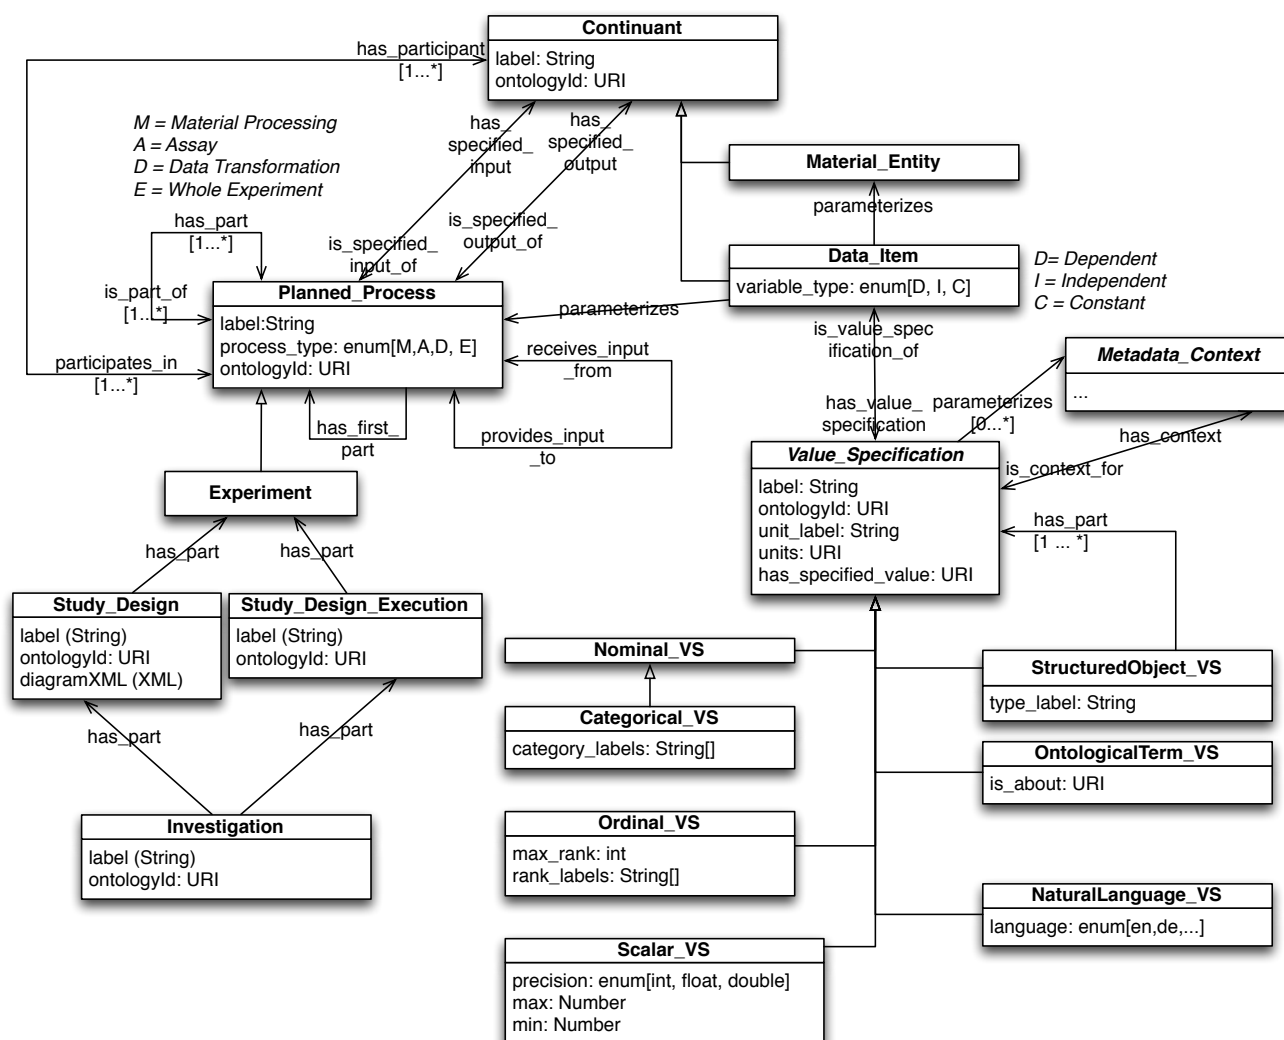 Continuant
label: String
ontologyId: URI
has_participant
[1...*]
M = Material Processing
A = Assay
D = Data Transformation
E = Whole Experiment
has_
specified_
input
has_
specified_
output
Material_Entity
parameterizes
has_part
[1...*]
is_specified_
input_of
is_specified_
output_of
Data_Item
variable_type: enum[D, I, C]
D= Dependent
I = Independent
C = Constant
is_part_of
[1...*]
Planned_Process
label:String
process_type: enum[M,A,D, E]
ontologyId: URI
parameterizes
participates_in
[1...*]
receives_input
_from
is_value_spec
ification_of
Metadata_Context
...
has_first_
part
provides_input
_to
has_value_
specification
parameterizes
[0...*]
has_context
is_context_for
Value_Specification
label: String
ontologyId: URI
unit_label: String
units: URI
has_specified_value: URI
has_part
[1 ... *]
Experiment
has_part
has_part
Study_Design
label (String)
ontologyId: URI
diagramXML (XML)
Study_Design_Execution
label (String)
ontologyId: URI
has_part
has_part
Investigation
label (String)
ontologyId: URI
Nominal_VS
Categorical_VS
category_labels: String[]
Ordinal_VS
max_rank: int
rank_labels: String[]
Scalar_VS
precision: enum[int, float, double]
max: Number
min: Number
StructuredObject_VS
type_label: String
OntologicalTerm_VS
is_about: URI
NaturalLanguage_VS
language: enum[en,de,...]